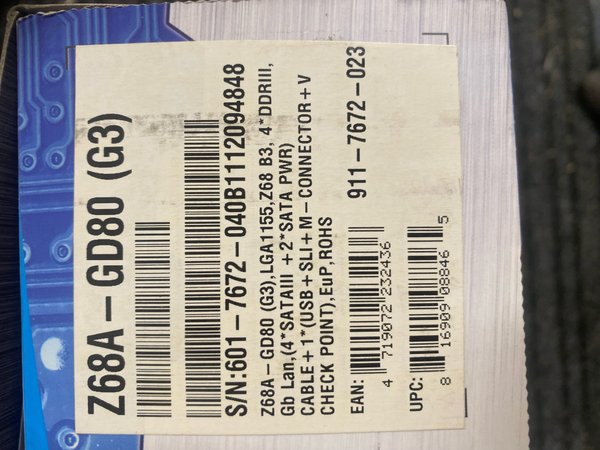 Z68A-GD80 (G3)
S/N:601-7672-040B1112094848
Z68A-GD80 (G3),LGA1155,Z68 B3, 4*DDRIII,
Gb Lan,(4*SATAIII +2*SATA PWR)
CABLE+1*(USB+SLI+M-CONNECTOR+V
CHECK POINT),EuP,ROHS
911-7672-023
EAN: 4 719072 232436
UPC: 8 16909 08846 5